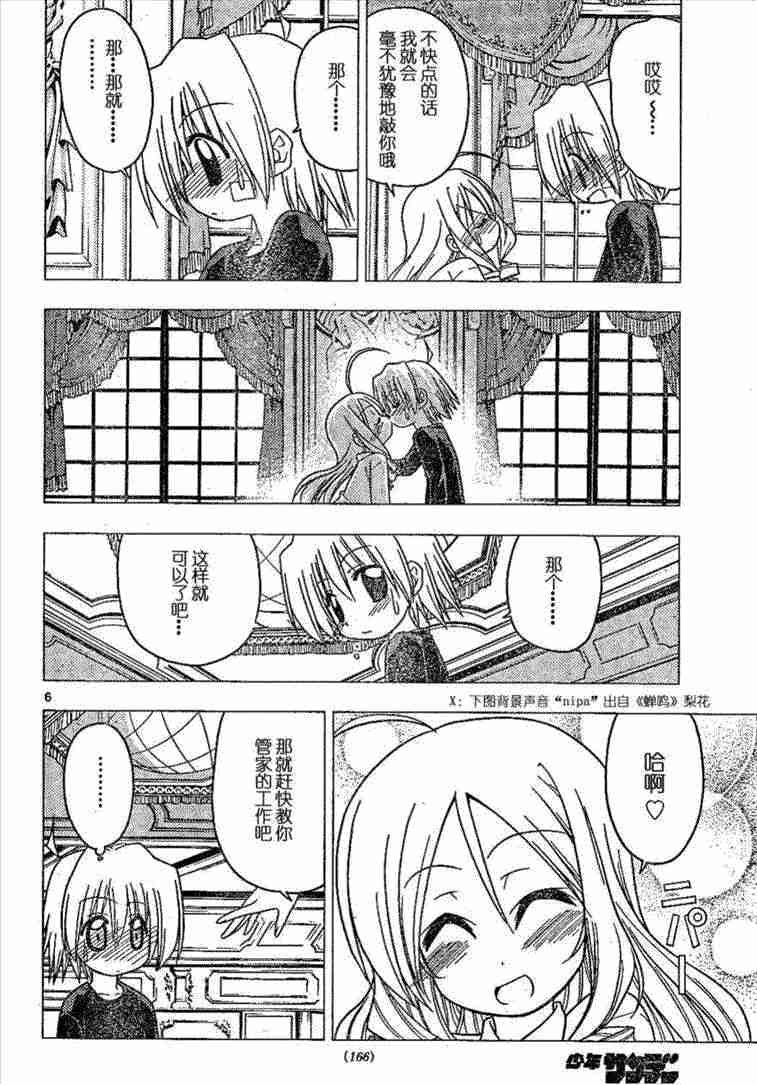 哎哎
～……
不快点的话
我就会
毫不犹豫地
敲你哦
那个……
那…那就……
那个……
这样就
可以了吧……
6
X: 下图背景声音“nipa”出自《蝉鸣》梨花
哈啊♡
ニパー
那就赶快教你
管家的工作吧
……
(166)
少年サンデー